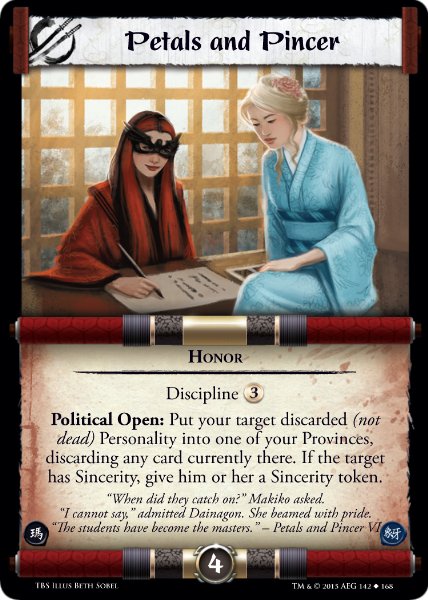 Petals and Pincer
HONOR
Discipline 3
Political Open: Put your target discarded (not
dead) Personality into one of your Provinces,
discarding any card currently there. If the target
has Sincerity, give him or her a Sincerity token.
"When did they catch on?" Makiko asked.
"I cannot say," admitted Dainagon. She beamed with pride.
"The students have become the masters." – Petals and Pincer VI
瑪
4
TBS ILLUS BETH SOBEL
TM & © 2015 AEG 142 ♦ 168